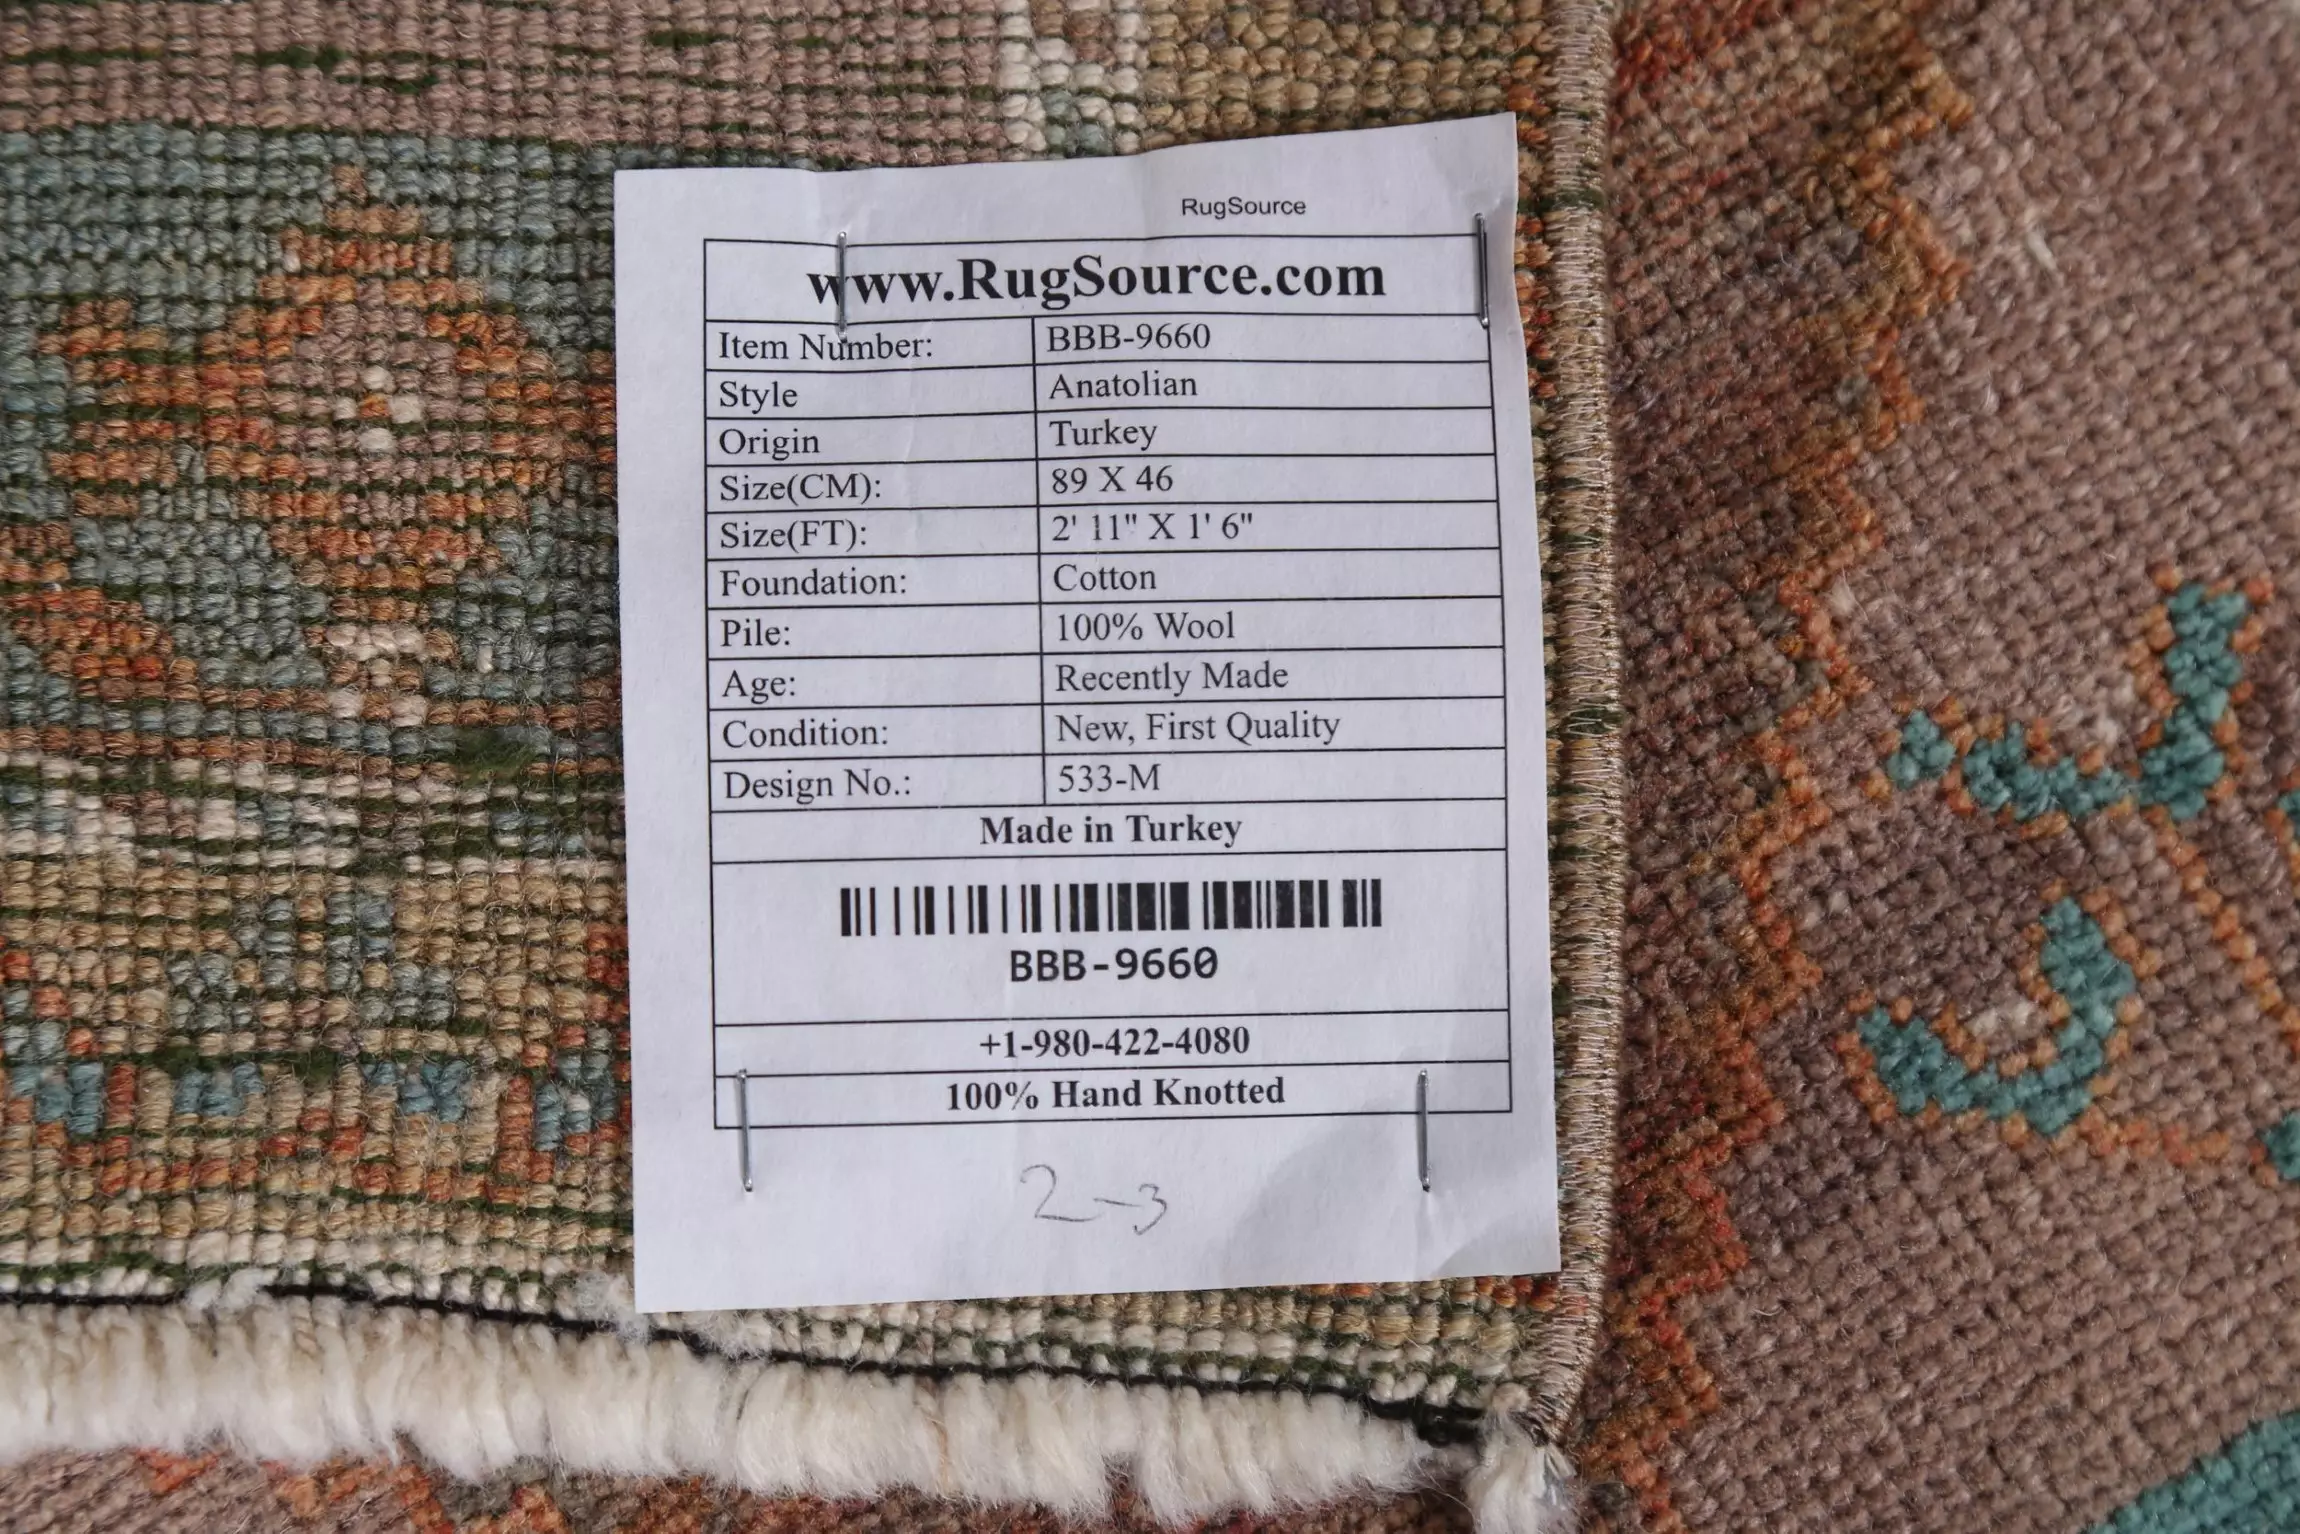 RugSource
www.RugSource.com
Item Number: BBB-9660
Style Anatolian
Origin Turkey
Size(CM): 89 X 46
Size(FT): 2' 11" X 1' 6"
Foundation: Cotton
Pile: 100% Wool
Age: Recently Made
Condition: New, First Quality
Design No.: 533-M
Made in Turkey
BBB-9660
+1-980-422-4080
100% Hand Knotted
2-3